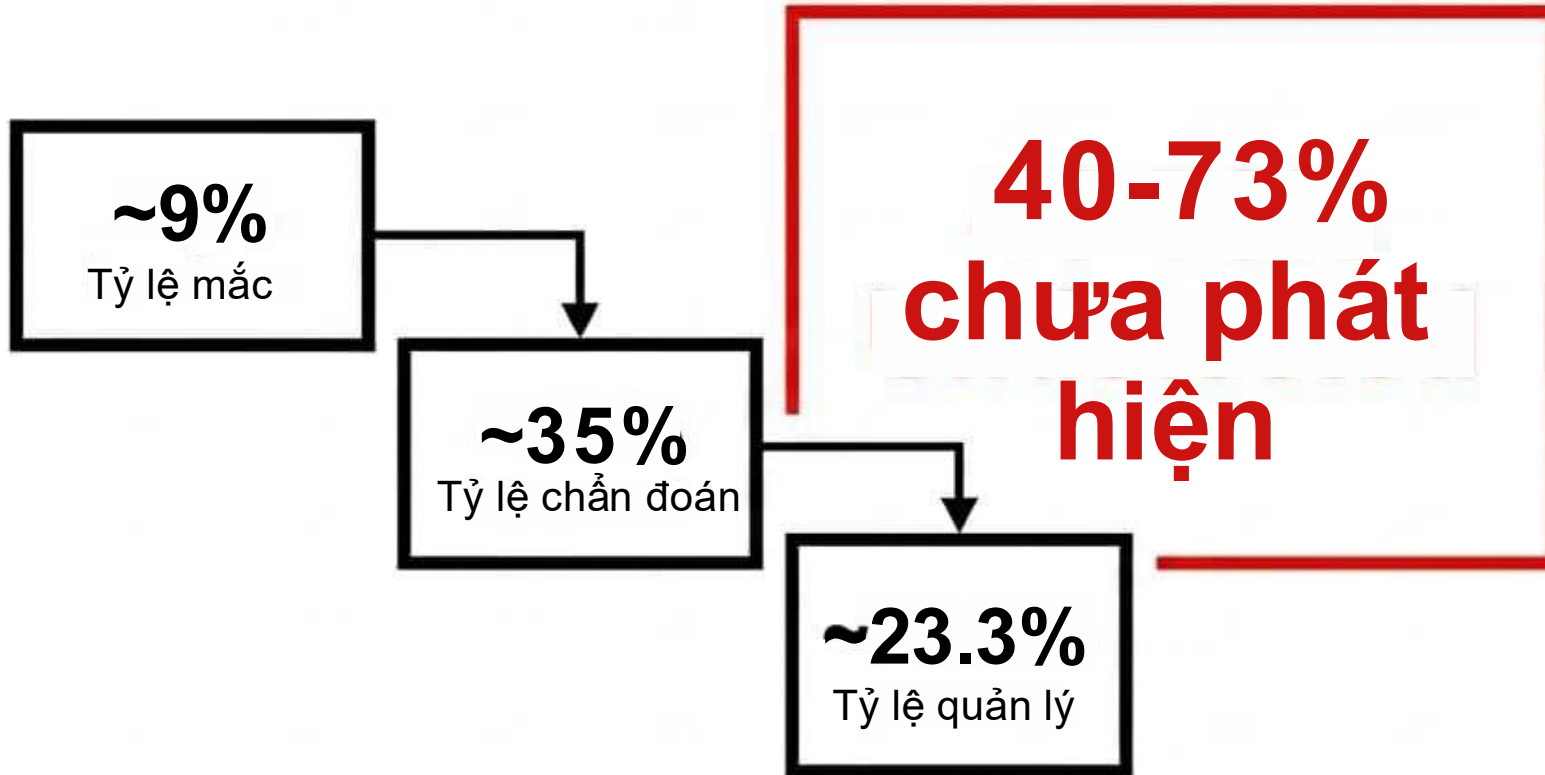 ~9%
Tỷ lệ mắc
~35%
Tỷ lệ chẩn đoán
~23.3%
Tỷ lệ quản lý
40-73%
chưa phát
hiện